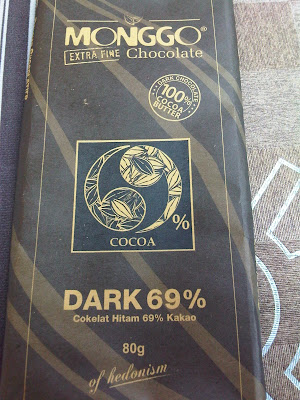 MONGGO®
EXTRA FINE Chocolate
DARK CHOCOLATE
100%
COCOA
BUTTER
69%
COCOA
DARK 69%
Cokelat Hitam 69% Kakao
80g
of hedonism